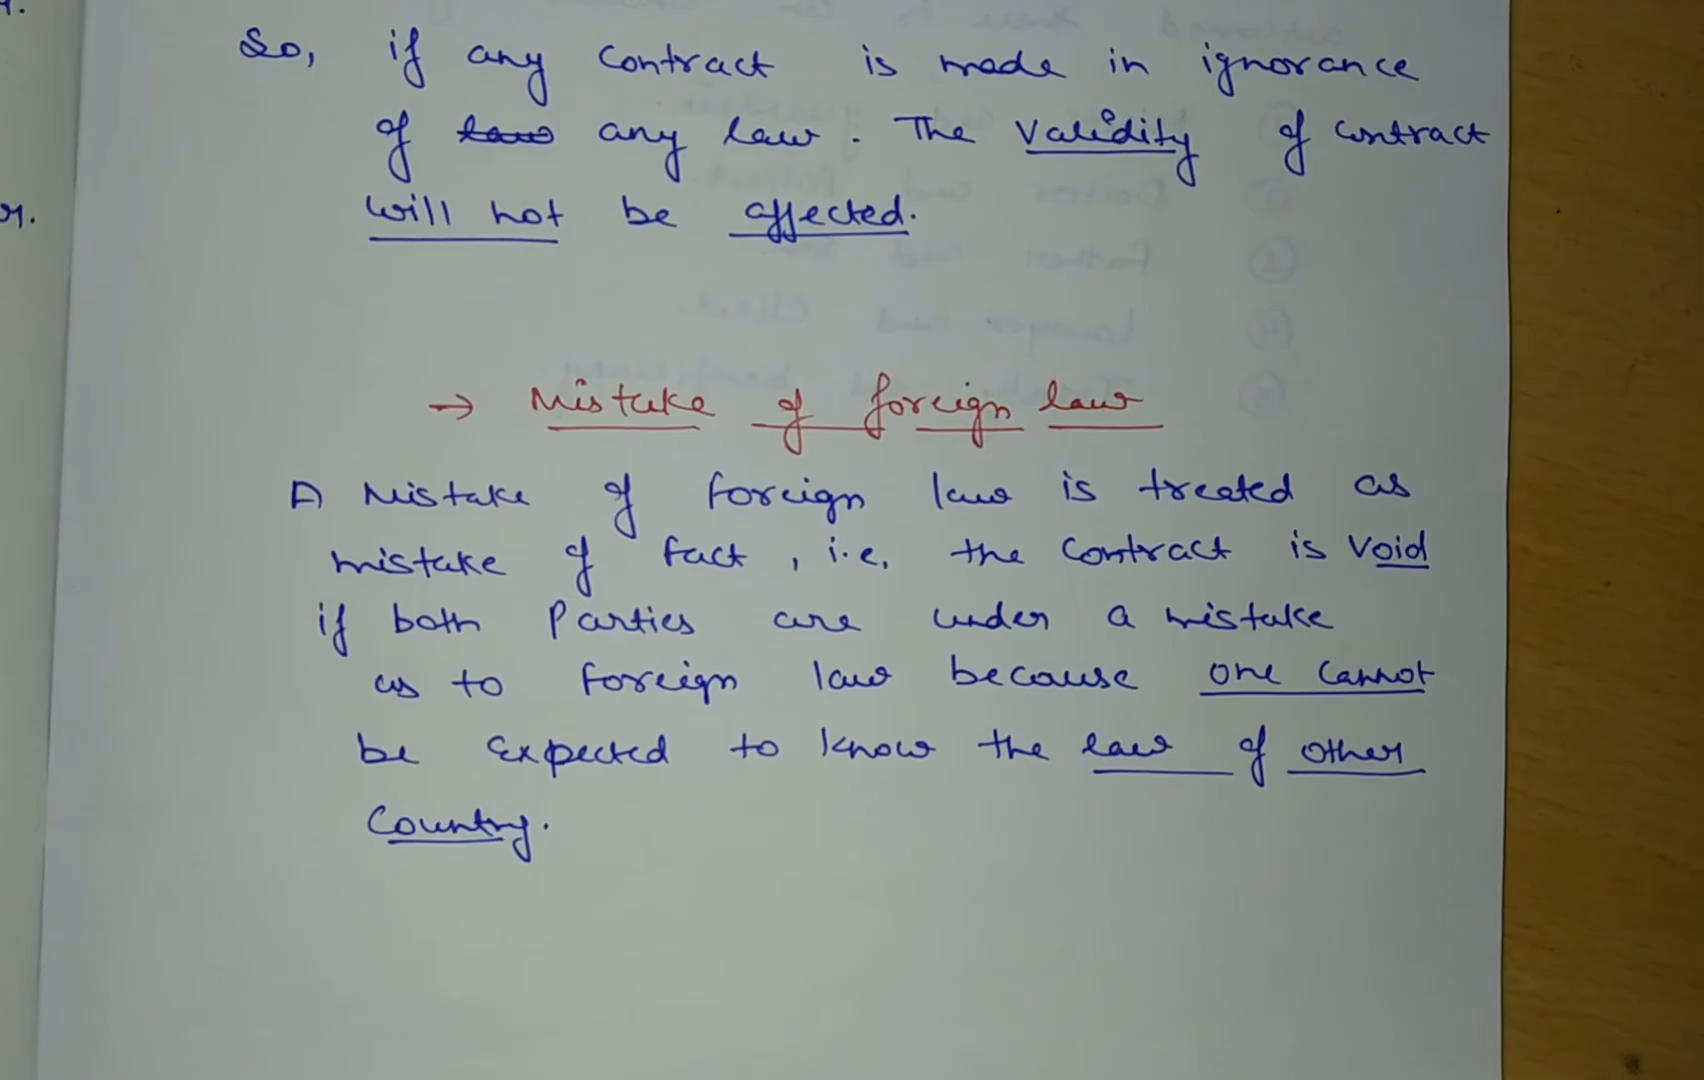 So, if any contract is made in ignorance
of law any law. The validity of contract
will not be affected.
→ Mistake of foreign law
A Mistake of foreign law is treated as
mistake of fact, i.e, the contract is void
if both parties are under a mistake
as to foreign law because one cannot
be expected to know the law of other
Country.